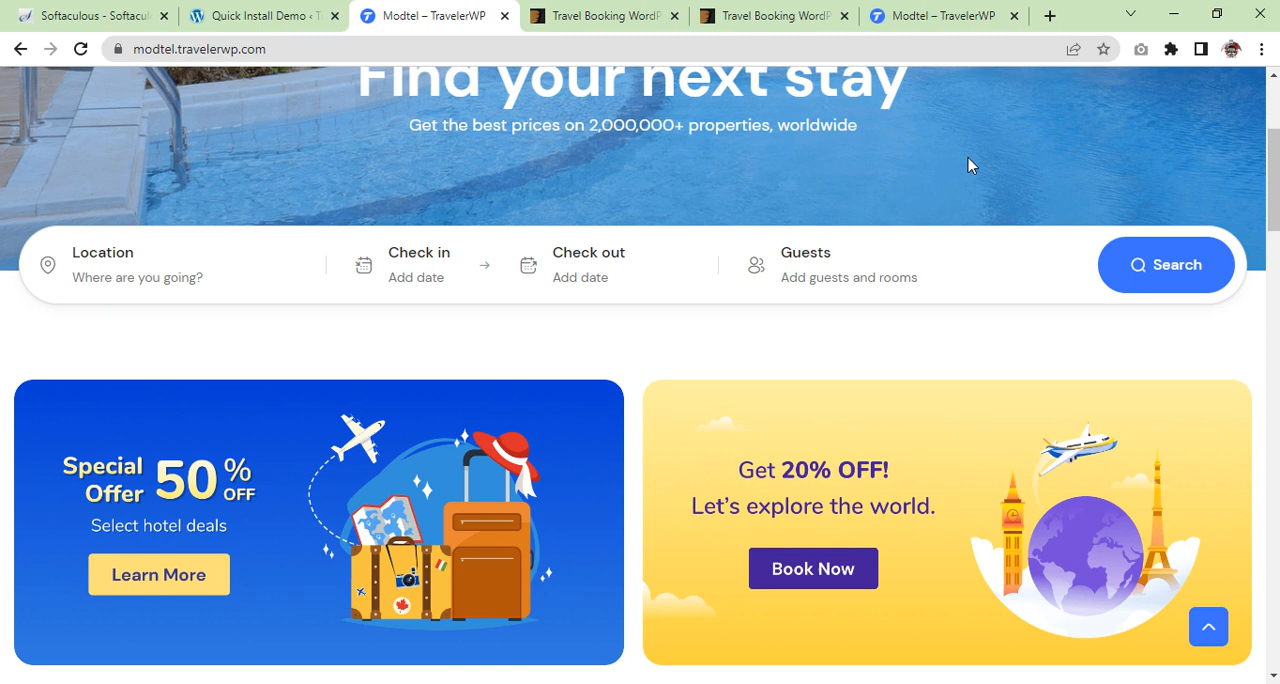 Softaculous - Softacul
Quick Install Demo ‹ T
Modtel – TravelerWP
Travel Booking WordP
Travel Booking WordP
Modtel – TravelerWP
modtel.travelerwp.com
Find your next stay
Get the best prices on 2,000,000+ properties, worldwide
Location
Where are you going?
Check in
Add date
Check out
Add date
Guests
Add guests and rooms
Search
Special
Offer
50%
OFF
Select hotel deals
Learn More
Get 20% OFF!
Let's explore the world.
Book Now